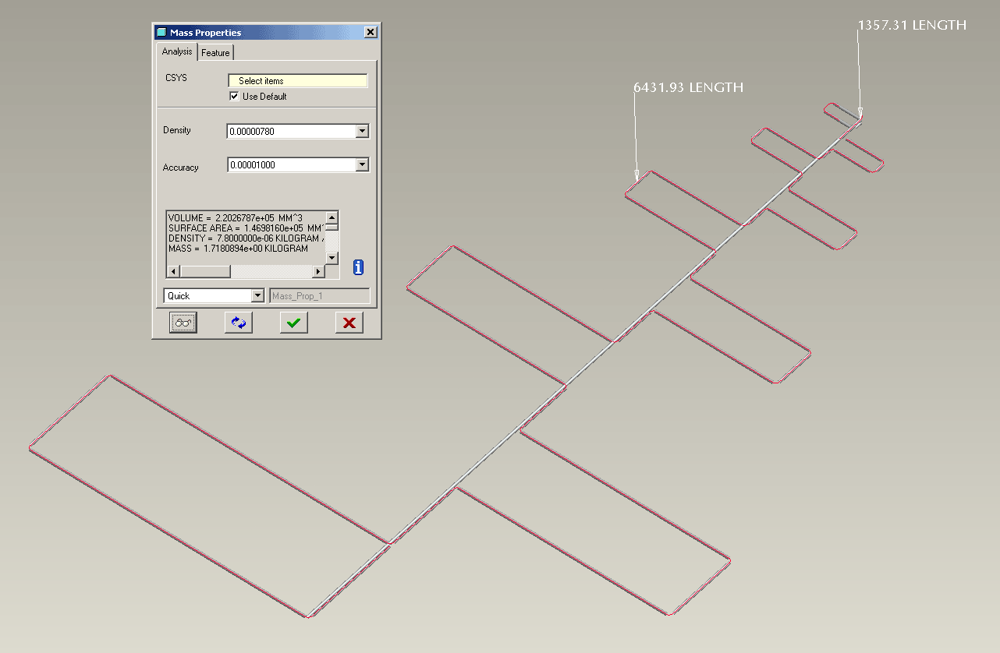 Mass Properties
Analysis
Feature
CSYS
Select items
Use Default
Density
0.00000780
Accuracy
0.00001000
VOLUME = 2.2026787e+05 MM^3
SURFACE AREA = 1.4698160e+05 MM^
DENSITY = 7.8000000e-06 KILOGRAM /
MASS = 1.7180894e+00 KILOGRAM
Quick
Mass_Prop_1
1357.31 LENGTH
6431.93 LENGTH